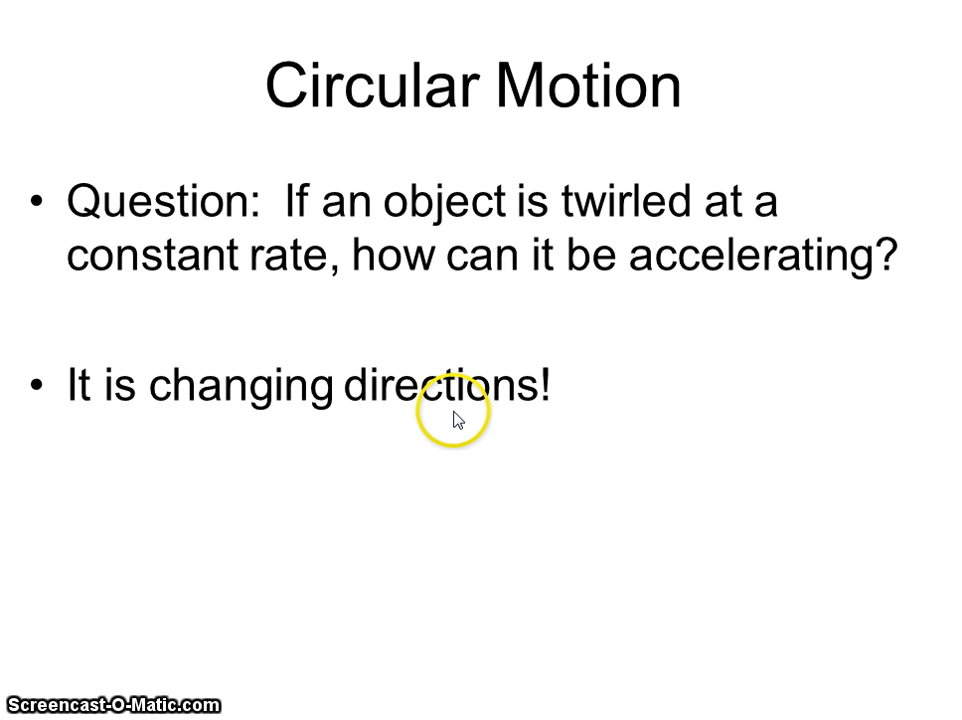 Circular Motion
• Question:  If an object is twirled at a
constant rate, how can it be accelerating?
• It is changing directions!
Screencast-O-Matic.com